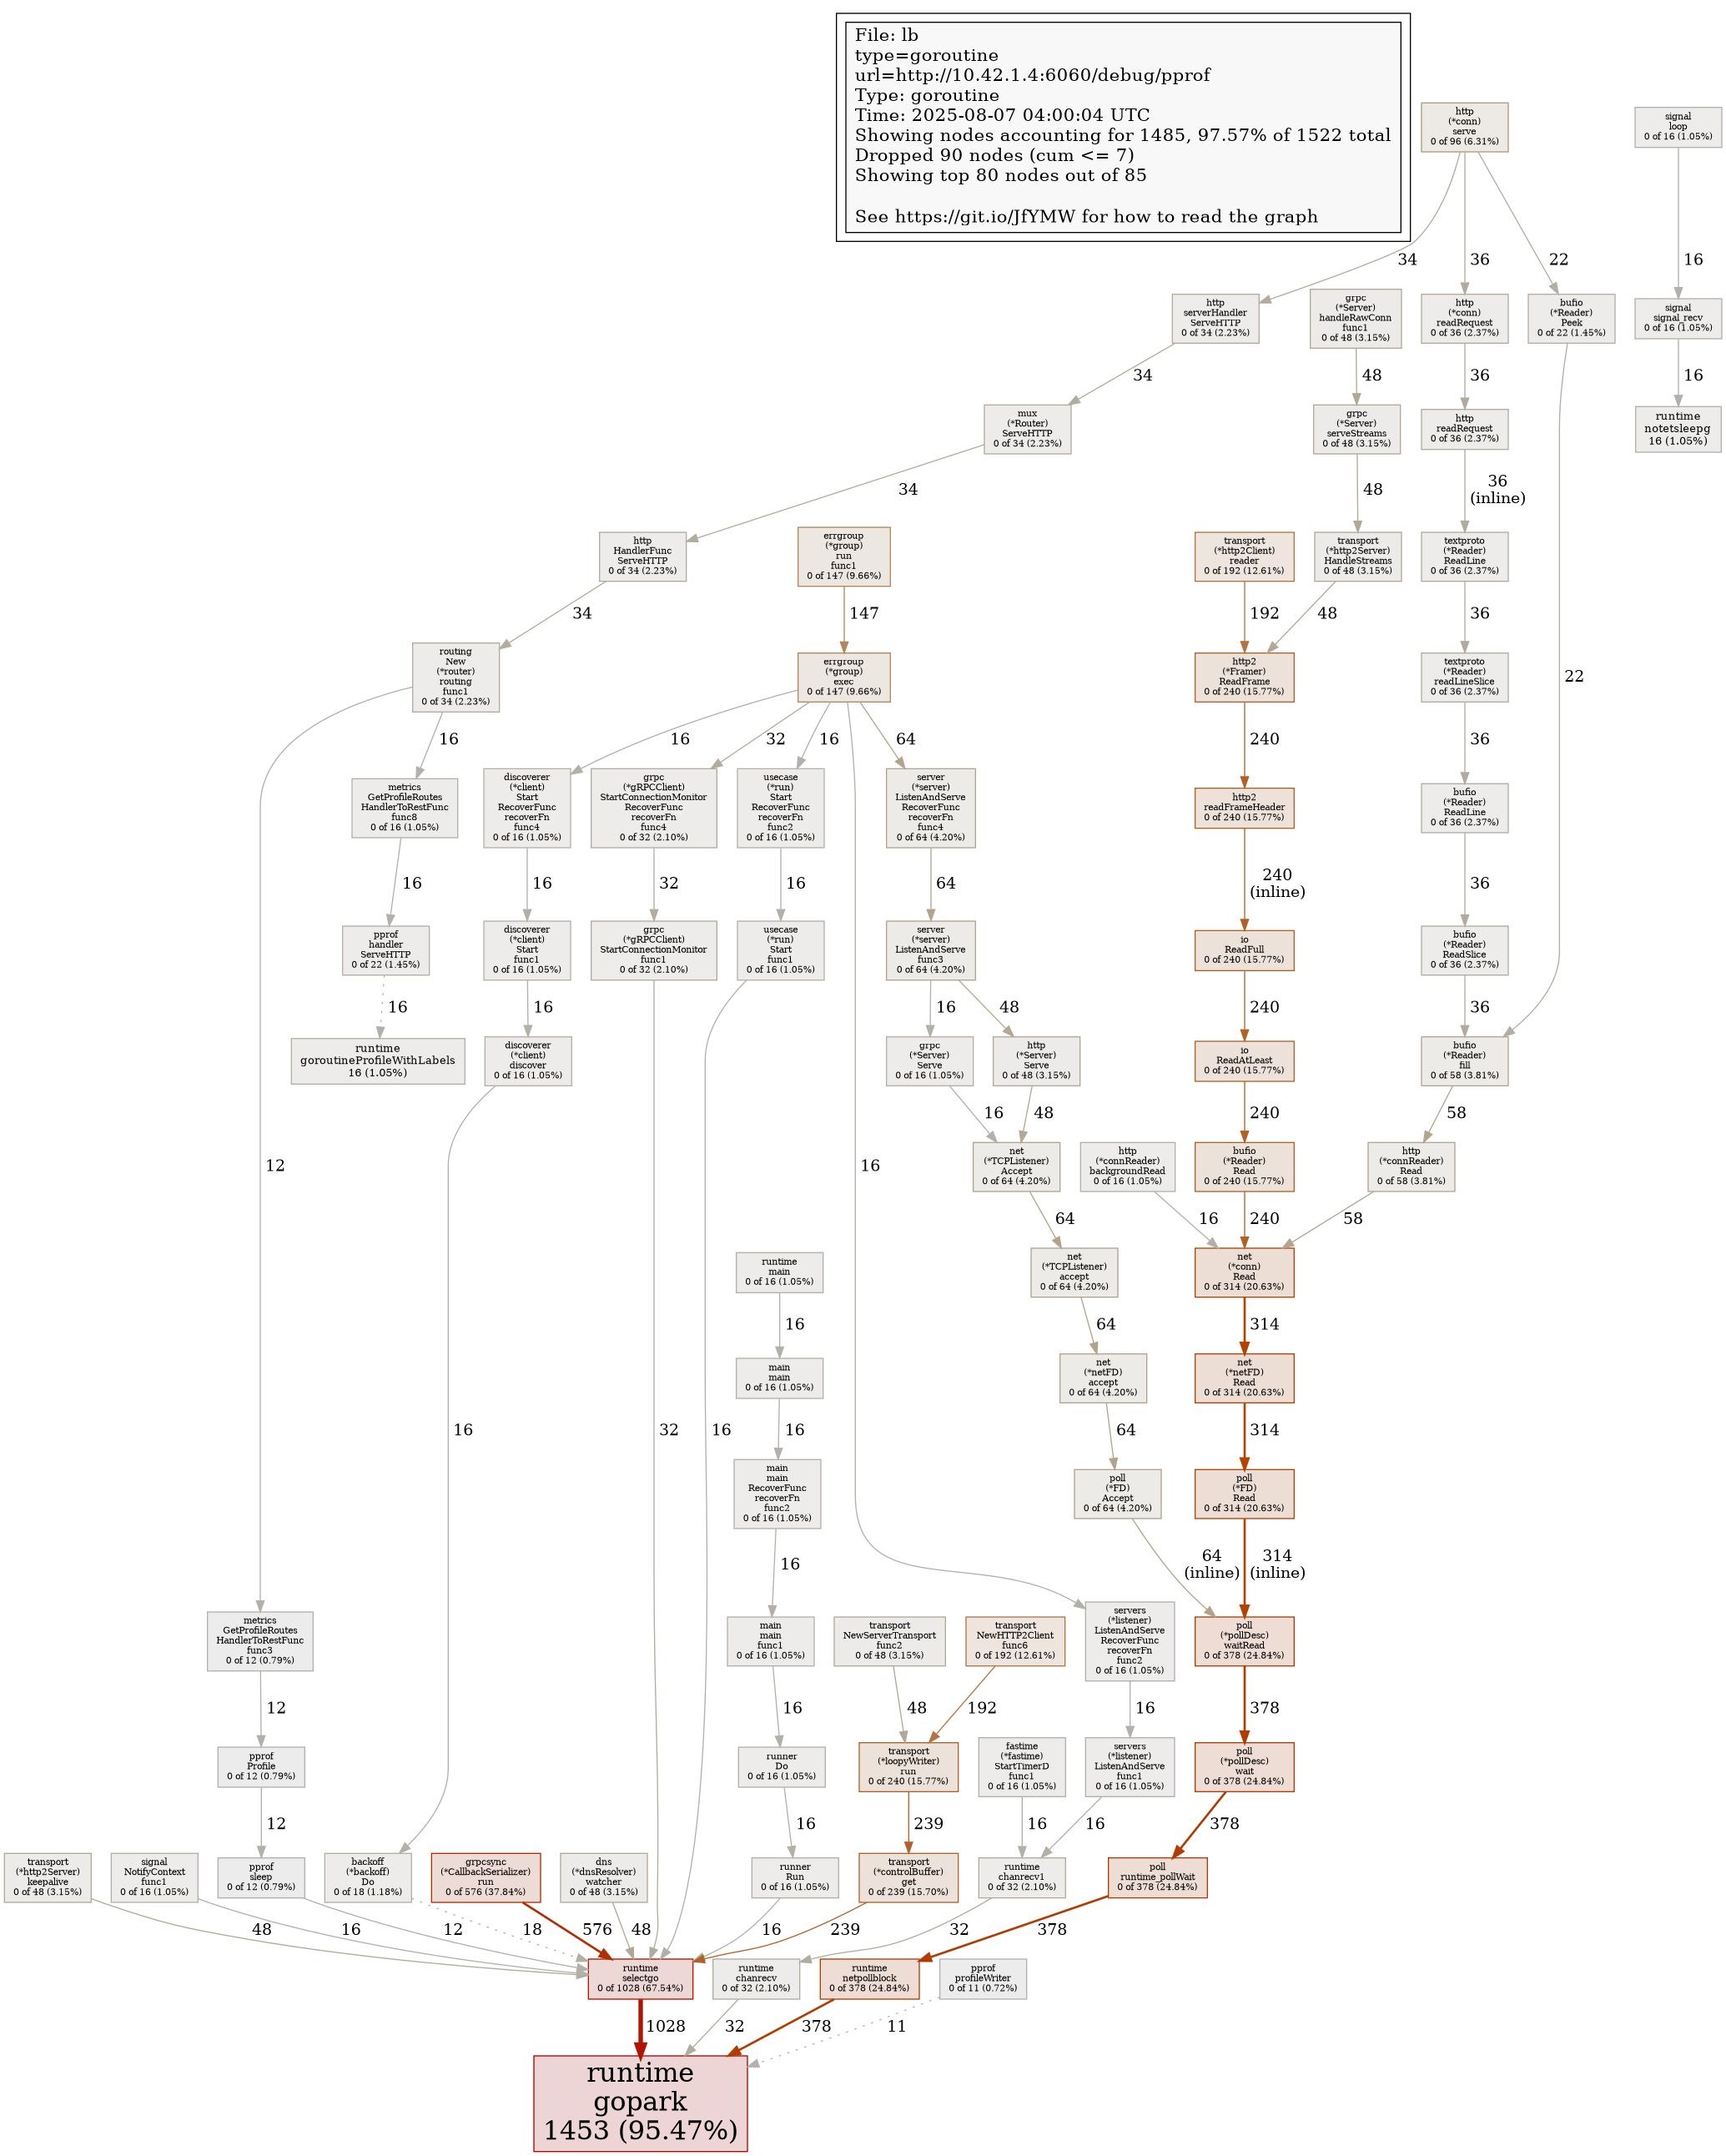 File: lb
type=goroutine
url=http://10.42.1.4:6060/debug/pprof
Type: goroutine
Time: 2025-08-07 04:00:04 UTC
Showing nodes accounting for 1485, 97.57% of 1522 total
Dropped 90 nodes (cum <= 7)
Showing top 80 nodes out of 85
See https://git.io/JfYMW for how to read the graph
http
(*conn)
serve
0 of 96 (6.31%)
signal
loop
0 of 16 (1.05%)
34
36
22
16
http
serverHandler
ServeHTTP
0 of 34 (2.23%)
grpc
(*Server)
handleRawConn
func1
0 of 48 (3.15%)
http
(*conn)
readRequest
0 of 36 (2.37%)
bufio
(*Reader)
Peek
0 of 22 (1.45%)
signal
signal_recv
0 of 16 (1.05%)
34
48
36
16
mux
(*Router)
ServeHTTP
0 of 34 (2.23%)
grpc
(*Server)
serveStreams
0 of 48 (3.15%)
http
readRequest
0 of 36 (2.37%)
runtime
notetsleepg
16 (1.05%)
34
48
36
(inline)
http
HandlerFunc
ServeHTTP
0 of 34 (2.23%)
errgroup
(*group)
run
func1
0 of 147 (9.66%)
transport
(*http2Client)
reader
0 of 192 (12.61%)
transport
(*http2Server)
HandleStreams
0 of 48 (3.15%)
textproto
(*Reader)
ReadLine
0 of 36 (2.37%)
34
147
192
48
36
routing
New
(*router)
routing
func1
0 of 34 (2.23%)
errgroup
(*group)
exec
0 of 147 (9.66%)
http2
(*Framer)
ReadFrame
0 of 240 (15.77%)
textproto
(*Reader)
readLineSlice
0 of 36 (2.37%)
22
16
16
32
16
64
240
36
metrics
GetProfileRoutes
HandlerToRestFunc
func8
0 of 16 (1.05%)
discoverer
(*client)
Start
RecoverFunc
recoverFn
func4
0 of 16 (1.05%)
grpc
(*gRPCClient)
StartConnectionMonitor
RecoverFunc
recoverFn
func4
0 of 32 (2.10%)
usecase
(*run)
Start
RecoverFunc
recoverFn
func2
0 of 16 (1.05%)
server
(*server)
ListenAndServe
RecoverFunc
recoverFn
func4
0 of 64 (4.20%)
http2
readFrameHeader
0 of 240 (15.77%)
bufio
(*Reader)
ReadLine
0 of 36 (2.37%)
16
16
32
16
64
240
(inline)
36
pprof
handler
ServeHTTP
0 of 22 (1.45%)
discoverer
(*client)
Start
func1
0 of 16 (1.05%)
grpc
(*gRPCClient)
StartConnectionMonitor
func1
0 of 32 (2.10%)
usecase
(*run)
Start
func1
0 of 16 (1.05%)
server
(*server)
ListenAndServe
func3
0 of 64 (4.20%)
io
ReadFull
0 of 240 (15.77%)
bufio
(*Reader)
ReadSlice
0 of 36 (2.37%)
16
16
16
48
240
36
runtime
goroutineProfileWithLabels
16 (1.05%)
discoverer
(*client)
discover
0 of 16 (1.05%)
grpc
(*Server)
Serve
0 of 16 (1.05%)
http
(*Server)
Serve
0 of 48 (3.15%)
io
ReadAtLeast
0 of 240 (15.77%)
bufio
(*Reader)
fill
0 of 58 (3.81%)
16
48
240
58
12
16
net
(*TCPListener)
Accept
0 of 64 (4.20%)
http
(*connReader)
backgroundRead
0 of 16 (1.05%)
bufio
(*Reader)
Read
0 of 240 (15.77%)
http
(*connReader)
Read
0 of 58 (3.81%)
64
16
240
58
runtime
main
0 of 16 (1.05%)
net
(*TCPListener)
accept
0 of 64 (4.20%)
net
(*conn)
Read
0 of 314 (20.63%)
16
64
314
main
main
0 of 16 (1.05%)
net
(*netFD)
accept
0 of 64 (4.20%)
net
(*netFD)
Read
0 of 314 (20.63%)
16
32
16
16
64
314
main
main
RecoverFunc
recoverFn
func2
0 of 16 (1.05%)
poll
(*FD)
Accept
0 of 64 (4.20%)
poll
(*FD)
Read
0 of 314 (20.63%)
16
64
(inline)
314
(inline)
metrics
GetProfileRoutes
HandlerToRestFunc
func3
0 of 12 (0.79%)
main
main
func1
0 of 16 (1.05%)
transport
NewServerTransport
func2
0 of 48 (3.15%)
transport
NewHTTP2Client
func6
0 of 192 (12.61%)
servers
(*listener)
ListenAndServe
RecoverFunc
recoverFn
func2
0 of 16 (1.05%)
poll
(*pollDesc)
waitRead
0 of 378 (24.84%)
12
16
48
192
16
378
pprof
Profile
0 of 12 (0.79%)
runner
Do
0 of 16 (1.05%)
transport
(*loopyWriter)
run
0 of 240 (15.77%)
fastime
(*fastime)
StartTimerD
func1
0 of 16 (1.05%)
servers
(*listener)
ListenAndServe
func1
0 of 16 (1.05%)
poll
(*pollDesc)
wait
0 of 378 (24.84%)
12
16
239
16
16
378
transport
(*http2Server)
keepalive
0 of 48 (3.15%)
signal
NotifyContext
func1
0 of 16 (1.05%)
pprof
sleep
0 of 12 (0.79%)
backoff
(*backoff)
Do
0 of 18 (1.18%)
grpcsync
(*CallbackSerializer)
run
0 of 576 (37.84%)
dns
(*dnsResolver)
watcher
0 of 48 (3.15%)
runner
Run
0 of 16 (1.05%)
transport
(*controlBuffer)
get
0 of 239 (15.70%)
runtime
chanrecv1
0 of 32 (2.10%)
poll
runtime_pollWait
0 of 378 (24.84%)
48
16
12
18
576
48
16
239
32
378
runtime
selectgo
0 of 1028 (67.54%)
runtime
chanrecv
0 of 32 (2.10%)
runtime
netpollblock
0 of 378 (24.84%)
pprof
profileWriter
0 of 11 (0.72%)
1028
32
378
11
runtime
gopark
1453 (95.47%)